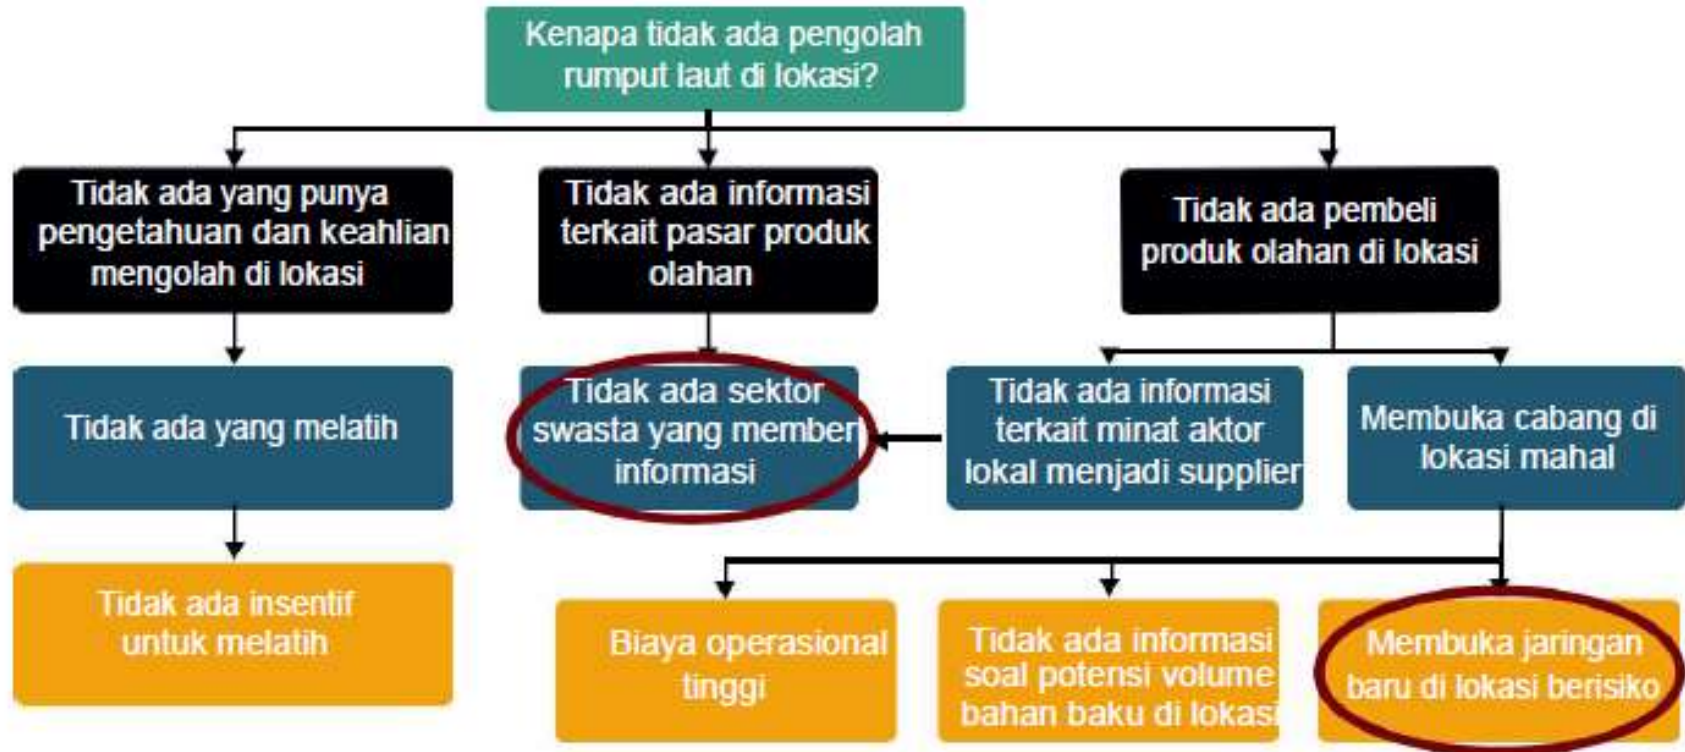 Kenapa tidak ada pengolah
rumput laut di lokasi?
Tidak ada yang punya
pengetahuan dan keahlian
mengolah di lokasi
Tidak ada informasi
terkait pasar produk
olahan
Tidak ada pembeli
produk olahan di lokasi
Tidak ada yang melatih
Tidak ada sektor
swasta yang member
informasi
Tidak ada informasi
terkait minat aktor
lokal menjadi supplier
Membuka cabang di
lokasi mahal
Tidak ada insentif
untuk melatih
Biaya operasional
tinggi
Tidak ada informasi
soal potensi volume
bahan baku di lokasi
Membuka jaringan
baru di lokasi berisiko